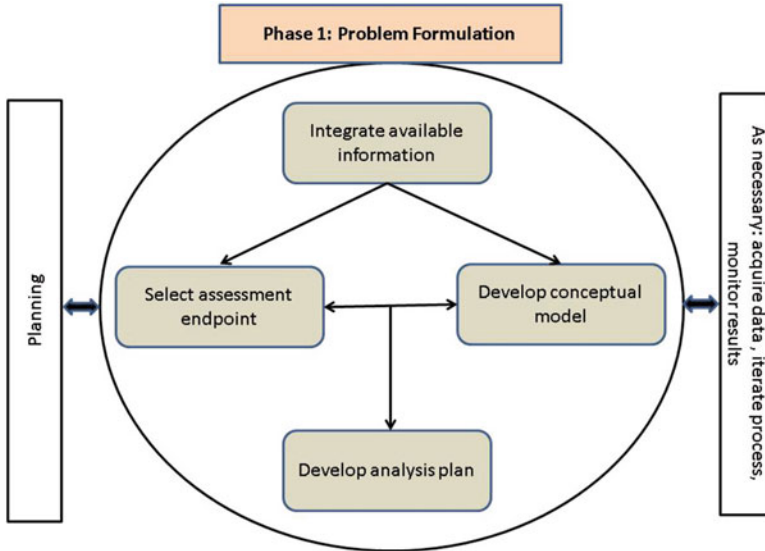 Phase 1: Problem Formulation
Integrate available
information
Select assessment
endpoint
Develop conceptual
model
Develop analysis plan
Planning
As necessary: acquire data , iterate process,
monitor results